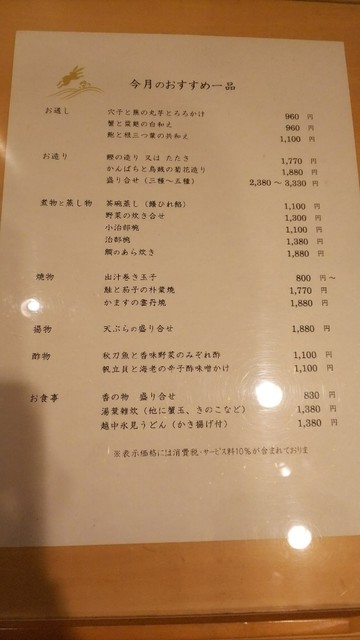 今月のおすすめ一品
お通し 穴子と蕪の丸芋とろろかけ 960 円
蟹と菜麩の白和え 960 円
鮑と根三つ葉の共和え 1,100 円
お造り 鰹の造り 又は たたき 1,770 円
かんぱちと烏賊の菊花造り 1,880 円
盛り合せ（三種〜五種） 2,380 〜 3,330 円
煮物と蒸し物 茶碗蒸し（鱶ひれ餡） 1,100 円
野菜の炊き合せ 1,300 円
小治郎椀 1,100 円
治部椀 1,380 円
鯛のあら炊き 1,880 円
焼物 出汁巻き玉子 800 円〜
鮭と茄子の朴葉焼 1,770 円
かますの雲丹焼 1,880 円
揚物 天ぷらの盛り合せ 1,880 円
酢物 秋刀魚と香味野菜のみぞれ酢 1,100 円
帆立貝と海老の辛子酢味噌かけ 1,100 円
お食事 香の物 盛り合せ 830 円
湯葉雑炊（他に蟹玉、きのこなど） 1,380 円
越中氷見うどん（かき揚げ付） 1,380 円
※表示価格には消費税・サービス料10％が含まれておりま